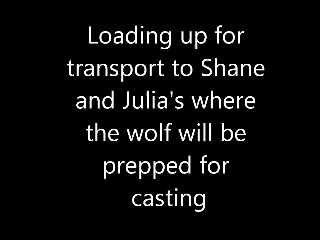 Loading up for
transport to Shane
and Julia's where
the wolf will be
prepped for
casting